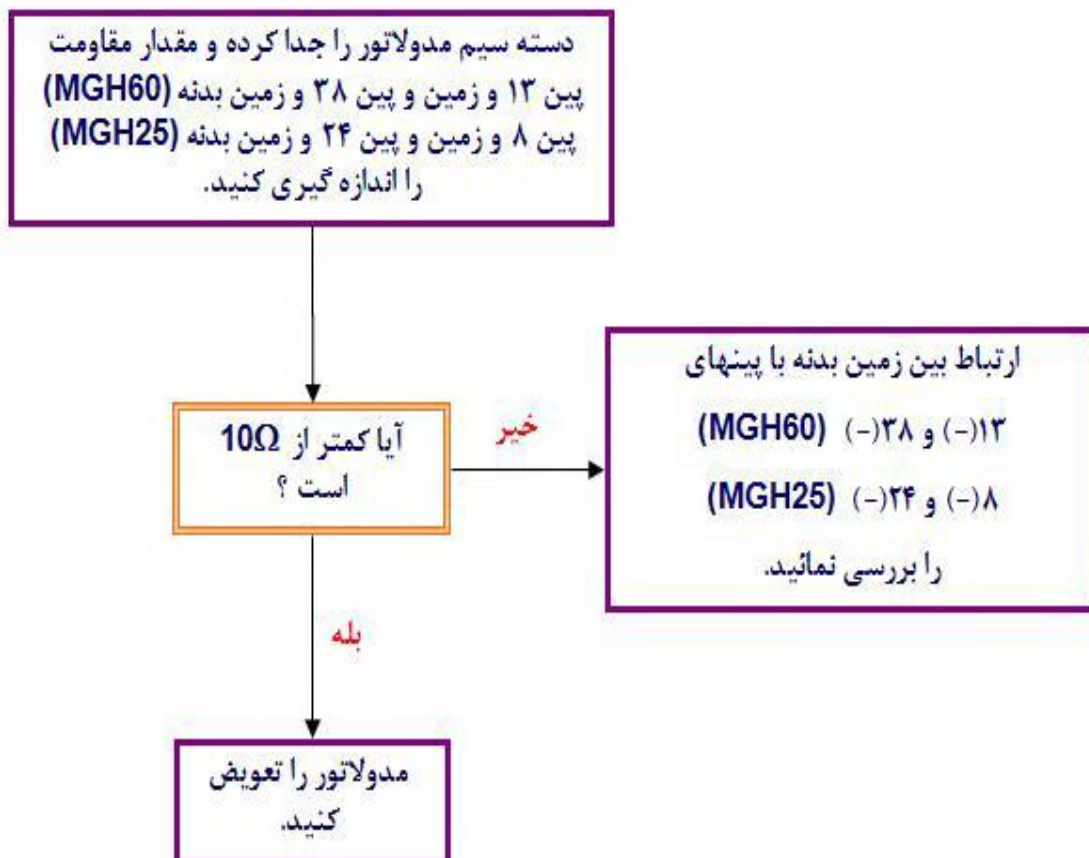 دسته سیم مدولاتور را جدا کرده و مقدار مقاومت
پین ۱۳ و زمین و پین ۳۸ و زمین بدنه (MGH60)
پین ۸ و زمین و پین ۲۴ و زمین بدنه (MGH25)
را اندازه گیری کنید.
آیا کمتر از 10Ω
است ؟
خیر
ارتباط بین زمین بدنه با پینهای
۱۳(-) و ۳۸(-) (MGH60)
۸(-) و ۲۴(-) (MGH25)
را بررسی نمائید.
بله
مدولاتور را تعویض
کنید.